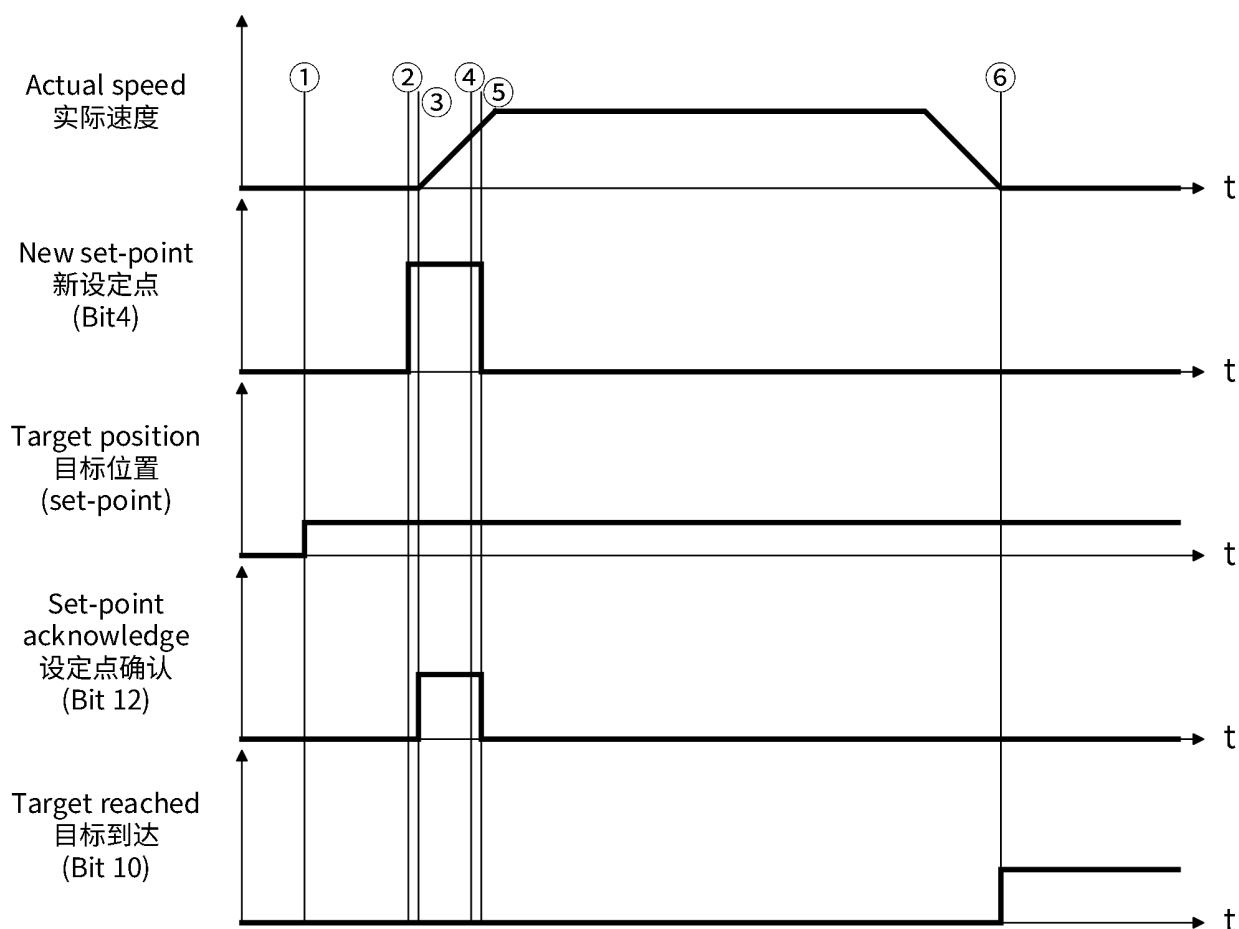 Actual speed
实际速度
① ② ③ ④ ⑤ ⑥
t
New set-point
新设定点
(Bit4)
t
Target position
目标位置
(set-point)
t
Set-point
acknowledge
设定点确认
(Bit 12)
t
Target reached
目标到达
(Bit 10)
t